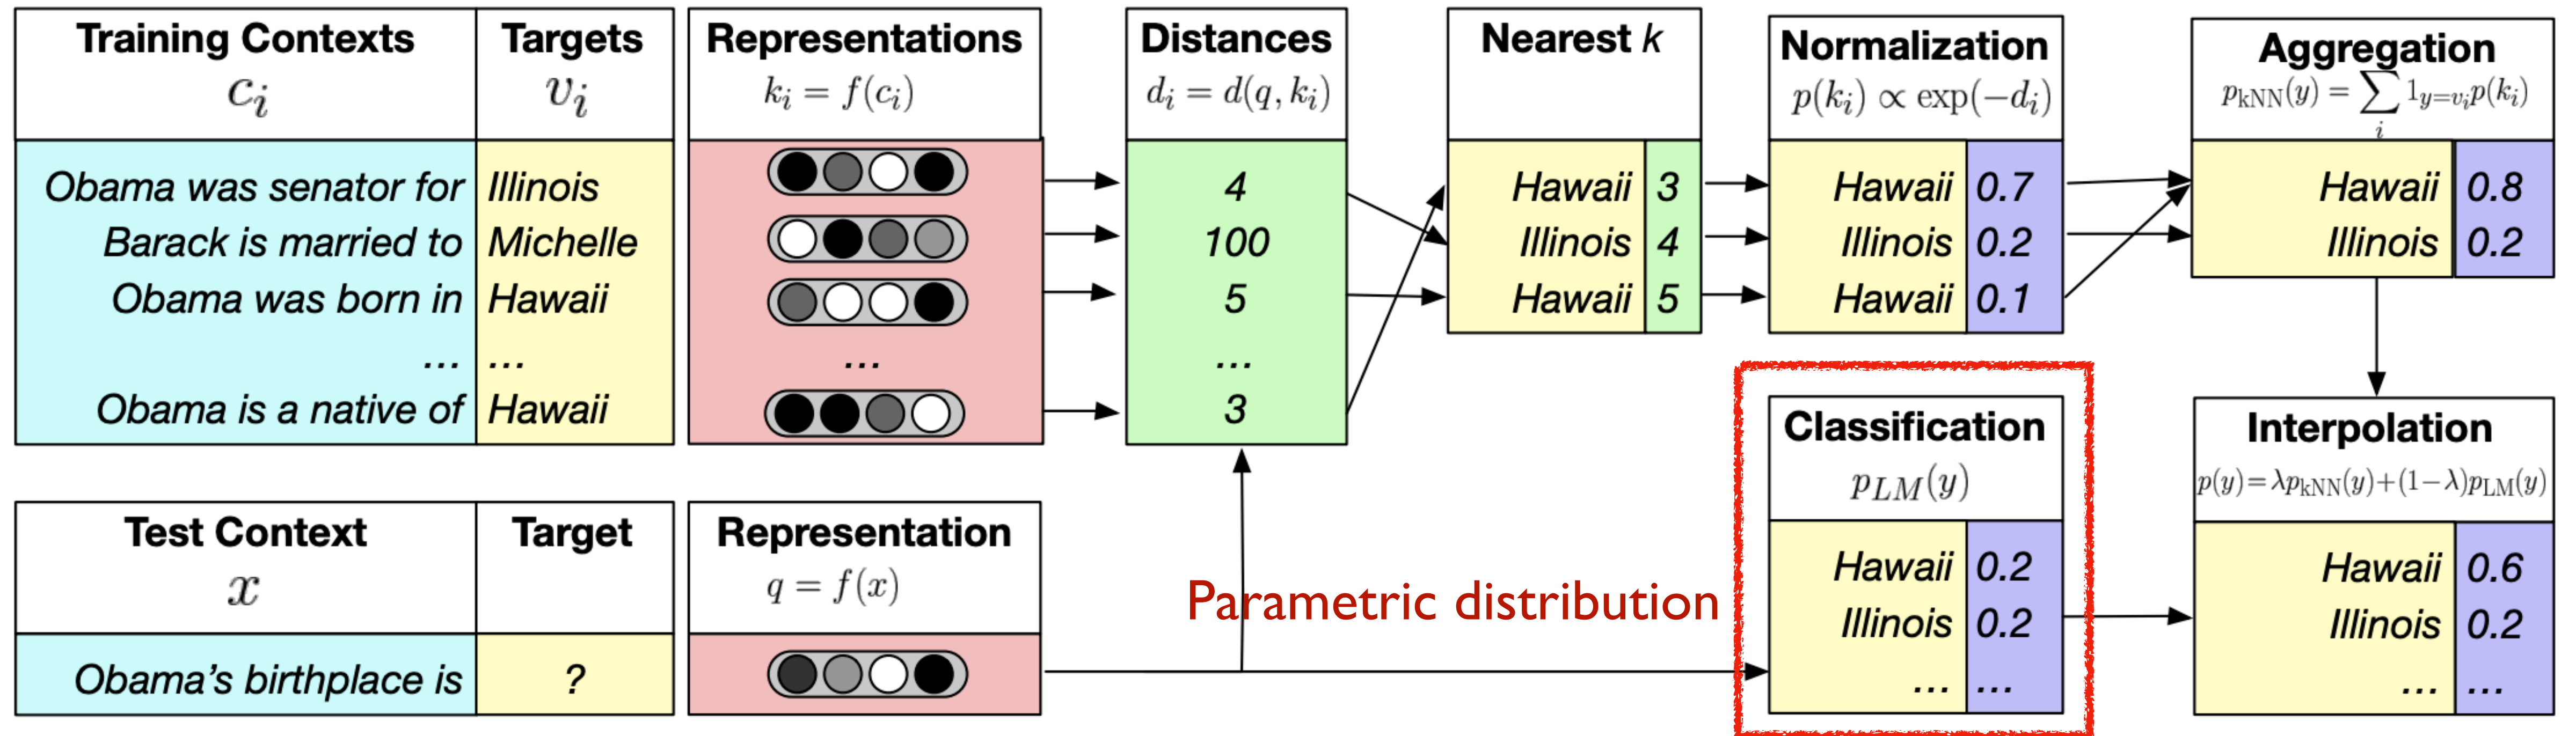 Training Contexts
c_i
Targets
v_i
Representations
k_i = f(c_i)
Distances
d_i = d(q, k_i)
Nearest k
Normalization
p(k_i) ∝ exp(−d_i)
Aggregation
p_kNN(y) = ∑_i 1_{y=v_i} p(k_i)
Obama was senator for Illinois
Barack is married to Michelle
Obama was born in Hawaii
... ...
Obama is a native of Hawaii
...
4
100
5
...
3
Hawaii 3
Illinois 4
Hawaii 5
Hawaii 0.7
Illinois 0.2
Hawaii 0.1
Hawaii 0.8
Illinois 0.2
Test Context
x
Target
Representation
q = f(x)
Obama’s birthplace is ?
Parametric distribution
Classification
p_LM(y)
Hawaii 0.2
Illinois 0.2
... ...
Interpolation
p(y) = λp_kNN(y)+(1−λ)p_LM(y)
Hawaii 0.6
Illinois 0.2
... ...